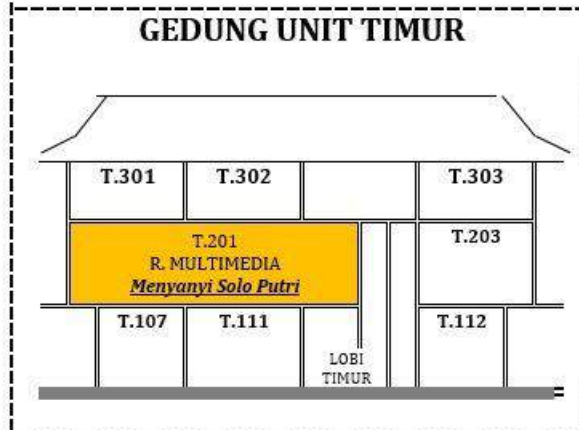 GEDUNG UNIT TIMUR
T.301 T.302 T.303
T.201
R. MULTIMEDIA
Menyanyi Solo Putri
T.203
T.107 T.111 T.112
LOBI
TIMUR